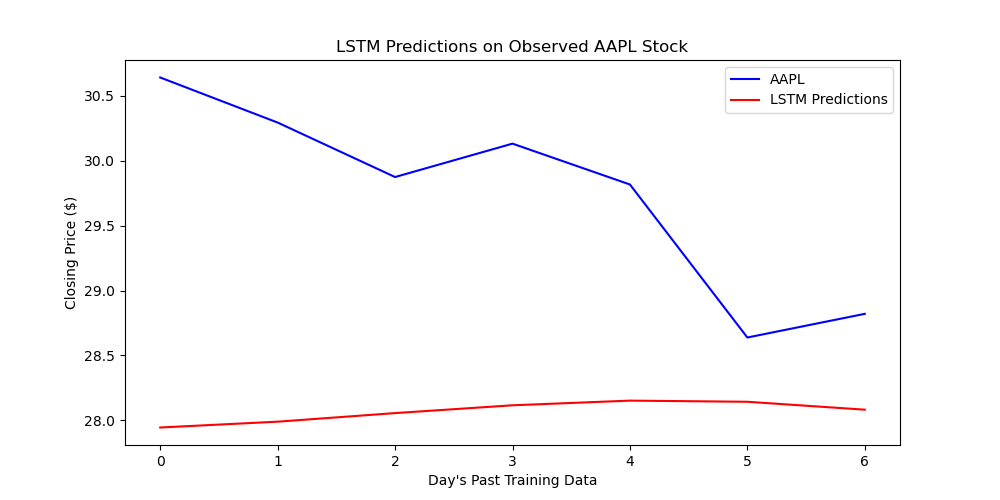 LSTM Predictions on Observed AAPL Stock
AAPL
LSTM Predictions
Closing Price ($)
30.5
30.0
29.5
29.0
28.5
28.0
0 1 2 3 4 5 6
Day's Past Training Data